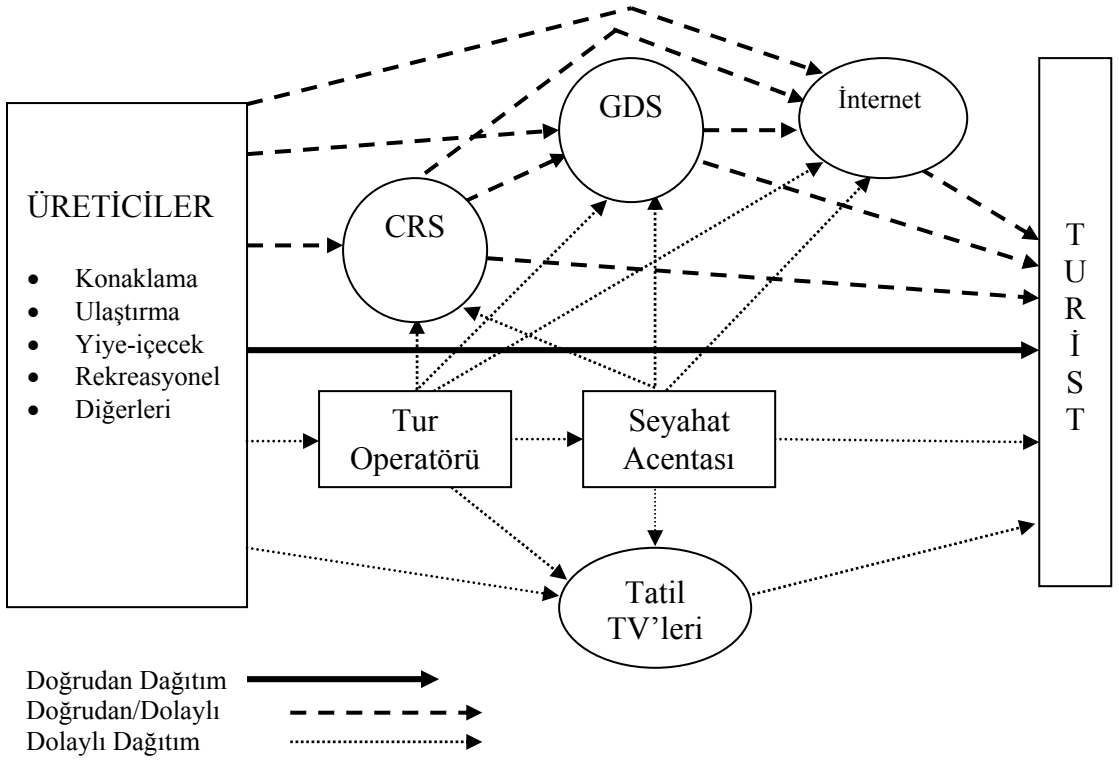 GDS
İnternet
ÜRETİCİLER
CRS
• Konaklama
• Ulaştırma
• Yiye-içecek
• Rekreasyonel
• Diğerleri
T
U
R
İ
S
T
Tur
Operatörü
Seyahat
Acentası
Tatil
TV’leri
Doğrudan Dağıtım
Doğrudan/Dolaylı
Dolaylı Dağıtım